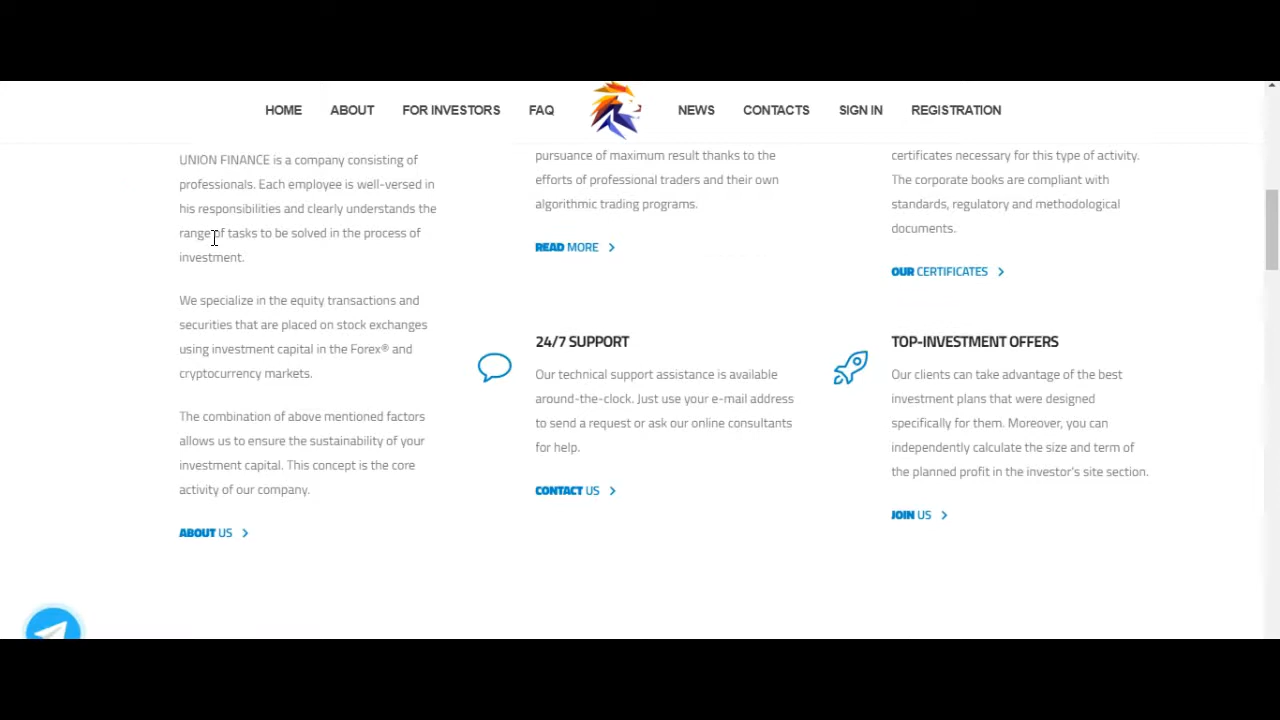 HOME ABOUT FOR INVESTORS FAQ NEWS CONTACTS SIGN IN REGISTRATION
UNION FINANCE is a company consisting of
professionals. Each employee is well-versed in
his responsibilities and clearly understands the
range of tasks to be solved in the process of
investment.
We specialize in the equity transactions and
securities that are placed on stock exchanges
using investment capital in the Forex® and
cryptocurrency markets.
The combination of above mentioned factors
allows us to ensure the sustainability of your
investment capital. This concept is the core
activity of our company.
ABOUT US
pursuance of maximum result thanks to the
efforts of professional traders and their own
algorithmic trading programs.
READ MORE
certificates necessary for this type of activity.
The corporate books are compliant with
standards, regulatory and methodological
documents.
OUR CERTIFICATES
24/7 SUPPORT
Our technical support assistance is available
around-the-clock. Just use your e-mail address
to send a request or ask our online consultants
for help.
CONTACT US
TOP-INVESTMENT OFFERS
Our clients can take advantage of the best
investment plans that were designed
specifically for them. Moreover, you can
independently calculate the size and term of
the planned profit in the investor's site section.
JOIN US